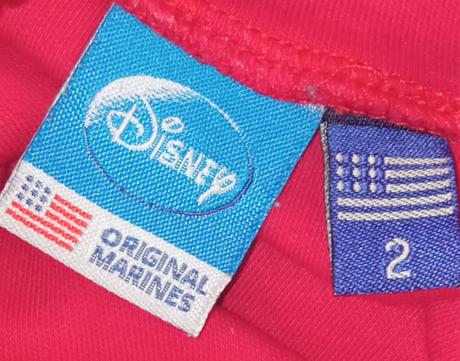 Disney
ORIGINAL
MARINES
2